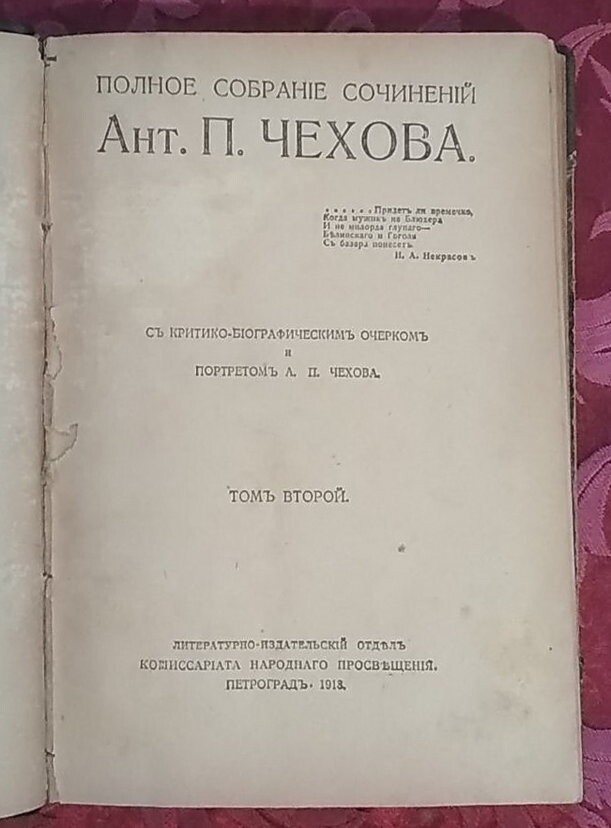 ПОЛНОЕ СОБРАНІЕ СОЧИНЕНІЙ
Ант. П. ЧЕХОВА.
. . . . . . Придетъ ли времечко,
Когда мужикъ не Блюхера
И не милорда глупаго—
Бѣлинскаго и Гоголя
Съ базара понесетъ.
Н. А. Некрасовъ
СЪ КРИТИКО-БІОГРАФИЧЕСКИМЪ ОЧЕРКОМЪ
И
ПОРТРЕТОМЪ А. П. ЧЕХОВА.
ТОМЪ ВТОРОЙ.
ЛИТЕРАТУРНО-ИЗДАТЕЛЬСКІЙ ОТДѢЛЪ
КОМИССАРІАТА НАРОДНАГО ПРОСВѢЩЕНІЯ.
ПЕТРОГРАДЪ. 1918.